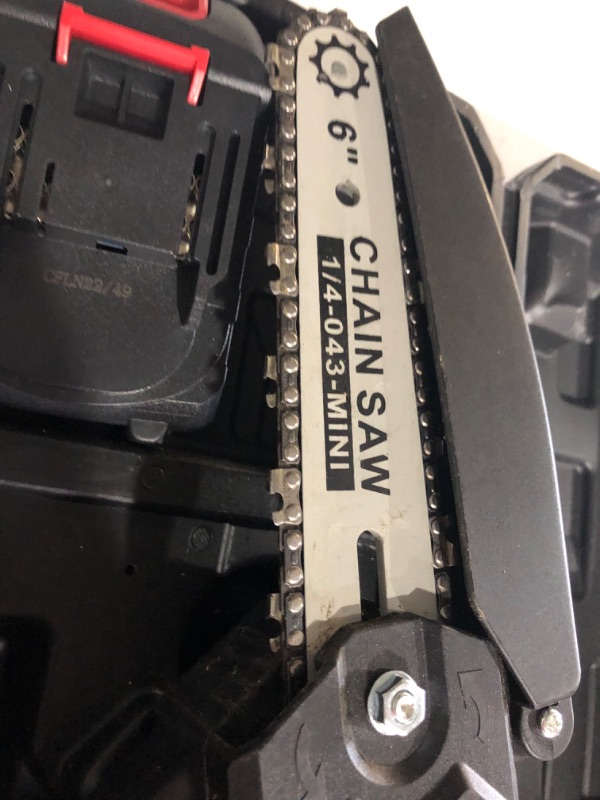 6"
CHAIN SAW
1/4-043-MINI
CFLN22/49